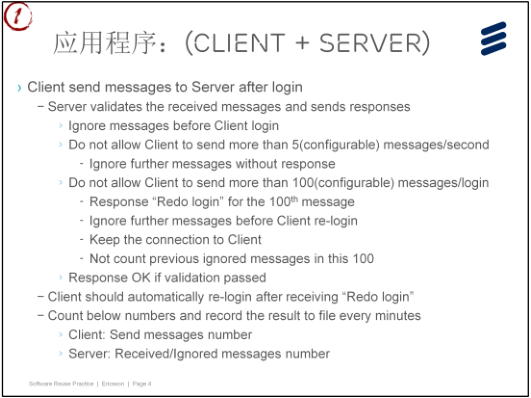 1
应用程序：(CLIENT + SERVER)
› Client send messages to Server after login
– Server validates the received messages and sends responses
› Ignore messages before Client login
› Do not allow Client to send more than 5(configurable) messages/second
- Ignore further messages without response
› Do not allow Client to send more than 100(configurable) messages/login
- Response “Redo login” for the 100th message
- Ignore further messages before Client re-login
- Keep the connection to Client
- Not count previous ignored messages in this 100
› Response OK if validation passed
– Client should automatically re-login after receiving “Redo login”
– Count below numbers and record the result to file every minutes
› Client: Send messages number
› Server: Received/Ignored messages number
Software Reuse Practice | Ericsson | Page 4